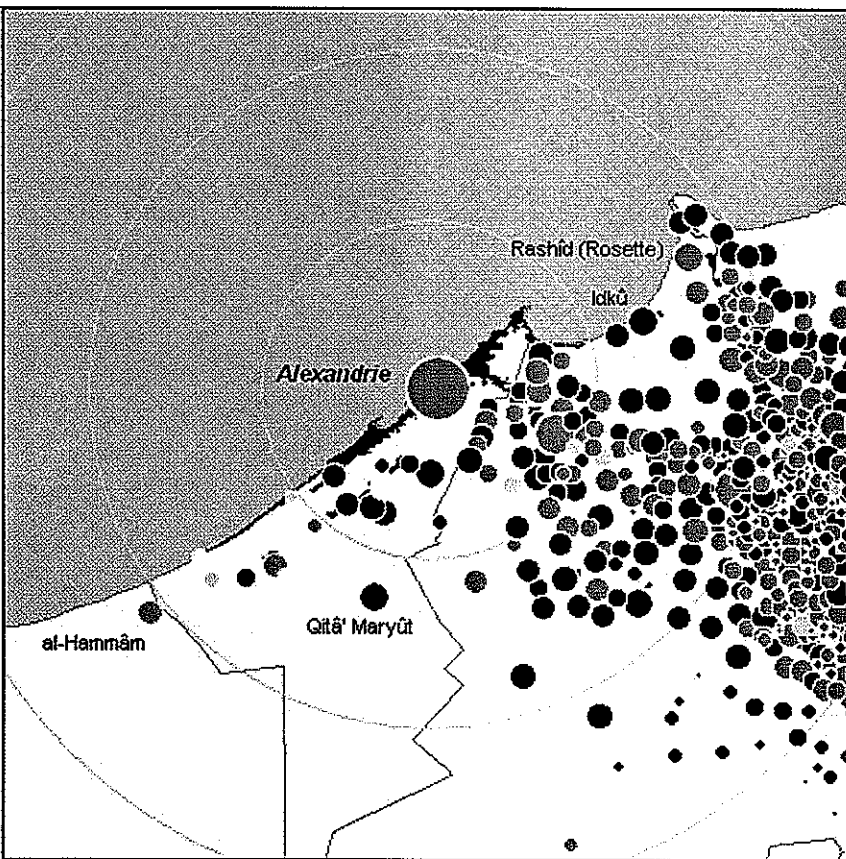 Rashîd (Rosette)
Idkû
Alexandrie
Qitâ' Maryût
al-Hammâm